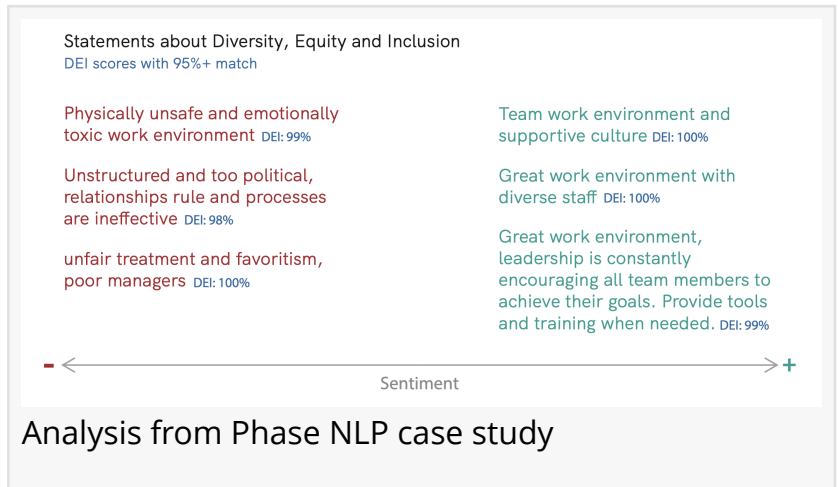 Statements about Diversity, Equity and Inclusion
DEI scores with 95%+ match
Physically unsafe and emotionally
toxic work environment DEI: 99%
Unstructured and too political,
relationships rule and processes
are ineffective DEI: 98%
unfair treatment and favoritism,
poor managers DEI: 100%
Team work environment and
supportive culture DEI: 100%
Great work environment with
diverse staff DEI: 100%
Great work environment,
leadership is constantly
encouraging all team members to
achieve their goals. Provide tools
and training when needed. DEI: 99%
- +
Sentiment
Analysis from Phase NLP case study